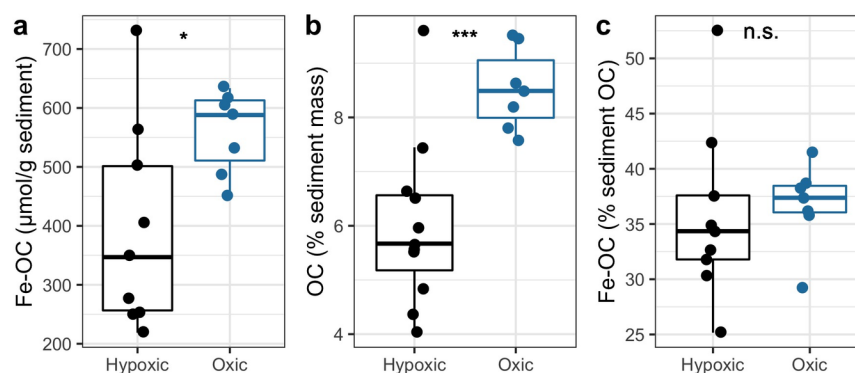 a
*
Fe-OC (μmol/g sediment)
700
600
500
400
300
200
Hypoxic Oxic
b
***
OC (% sediment mass)
8
6
4
Hypoxic Oxic
c
n.s.
Fe-OC (% sediment OC)
50
45
40
35
30
25
Hypoxic Oxic